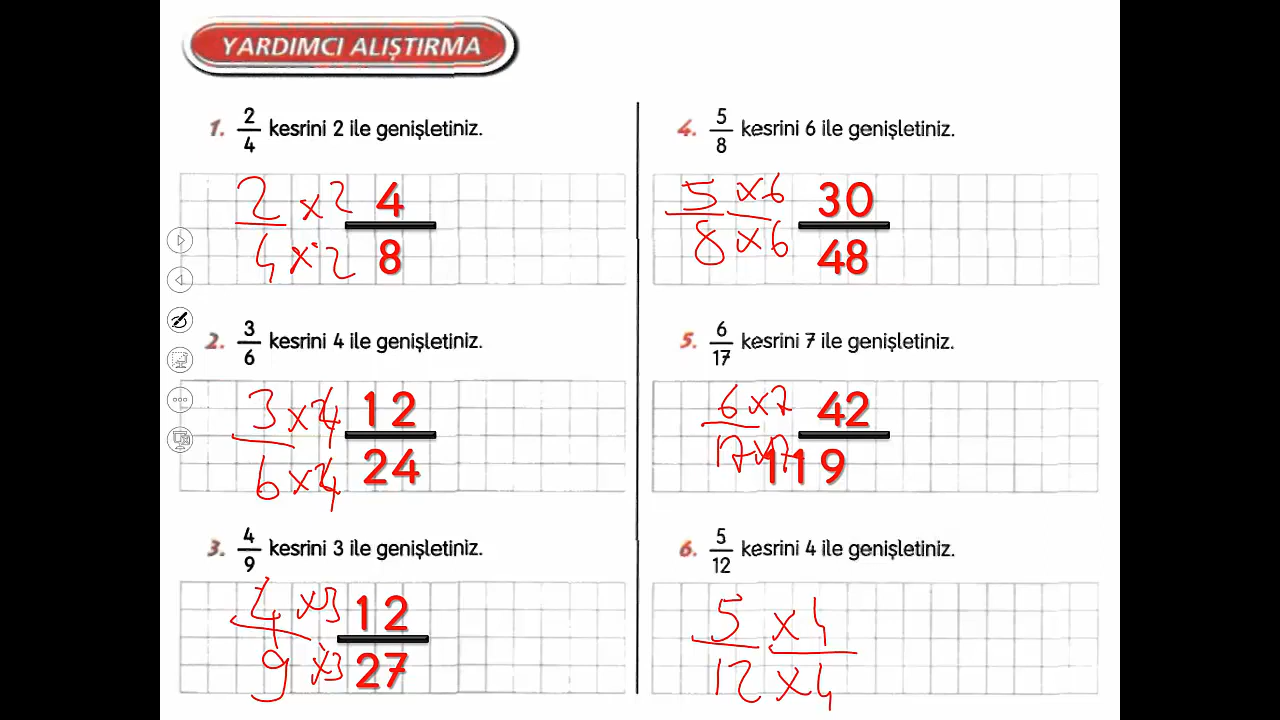 YARDIMCI ALIŞTIRMA
1. 2/4 kesrini 2 ile genişletiniz.
2 x2 4
4 x2 8
2. 3/6 kesrini 4 ile genişletiniz.
3 x4 12
6 x4 24
3. 4/9 kesrini 3 ile genişletiniz.
4 x3 12
9 x3 27
4. 5/8 kesrini 6 ile genişletiniz.
5 x6 30
8 x6 48
5. 6/17 kesrini 7 ile genişletiniz.
6 x7 42
17 x7 119
6. 5/12 kesrini 4 ile genişletiniz.
5 x4
12 x4